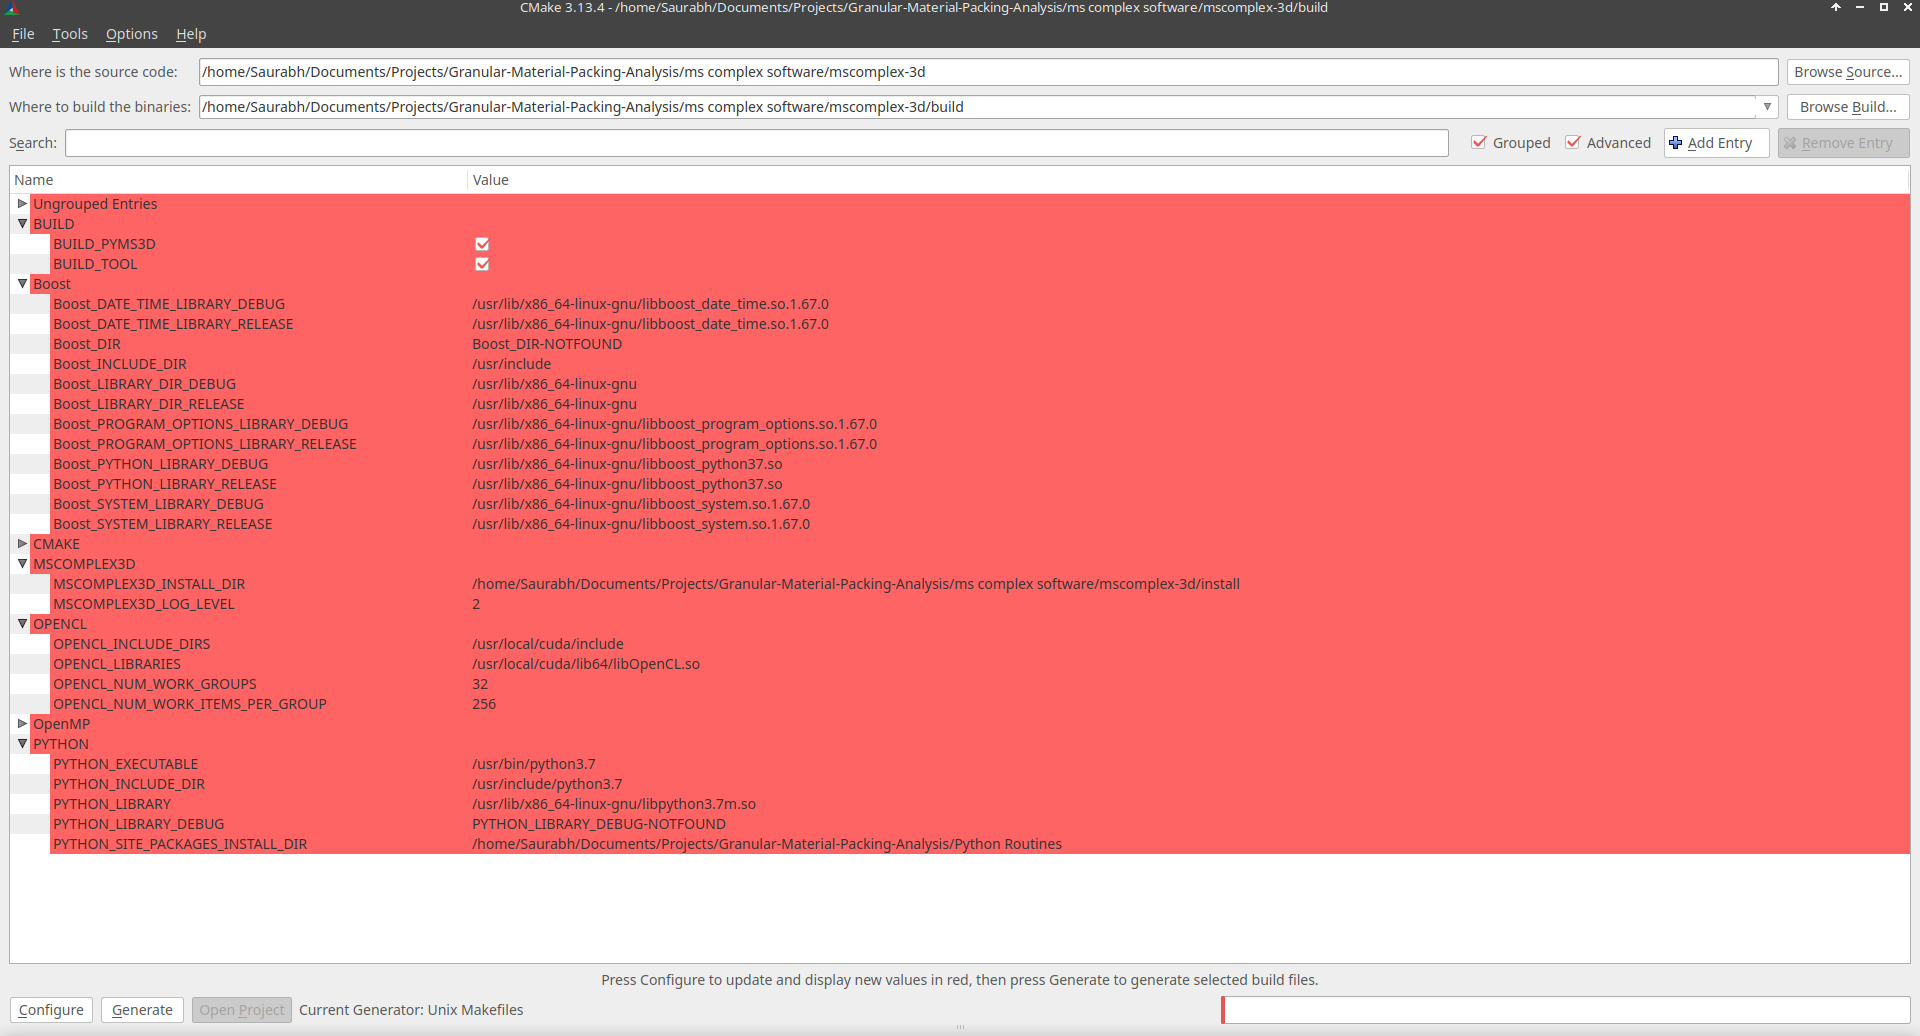 CMake 3.13.4 - /home/Saurabh/Documents/Projects/Granular-Material-Packing-Analysis/ms complex software/mscomplex-3d/build
File Tools Options Help
Where is the source code: /home/Saurabh/Documents/Projects/Granular-Material-Packing-Analysis/ms complex software/mscomplex-3d Browse Source...
Where to build the binaries: /home/Saurabh/Documents/Projects/Granular-Material-Packing-Analysis/ms complex software/mscomplex-3d/build Browse Build...
Search: Grouped Advanced Add Entry Remove Entry
Name Value
Ungrouped Entries
BUILD
BUILD_PYMS3D
BUILD_TOOL
Boost
Boost_DATE_TIME_LIBRARY_DEBUG /usr/lib/x86_64-linux-gnu/libboost_date_time.so.1.67.0
Boost_DATE_TIME_LIBRARY_RELEASE /usr/lib/x86_64-linux-gnu/libboost_date_time.so.1.67.0
Boost_DIR Boost_DIR-NOTFOUND
Boost_INCLUDE_DIR /usr/include
Boost_LIBRARY_DIR_DEBUG /usr/lib/x86_64-linux-gnu
Boost_LIBRARY_DIR_RELEASE /usr/lib/x86_64-linux-gnu
Boost_PROGRAM_OPTIONS_LIBRARY_DEBUG /usr/lib/x86_64-linux-gnu/libboost_program_options.so.1.67.0
Boost_PROGRAM_OPTIONS_LIBRARY_RELEASE /usr/lib/x86_64-linux-gnu/libboost_program_options.so.1.67.0
Boost_PYTHON_LIBRARY_DEBUG /usr/lib/x86_64-linux-gnu/libboost_python37.so
Boost_PYTHON_LIBRARY_RELEASE /usr/lib/x86_64-linux-gnu/libboost_python37.so
Boost_SYSTEM_LIBRARY_DEBUG /usr/lib/x86_64-linux-gnu/libboost_system.so.1.67.0
Boost_SYSTEM_LIBRARY_RELEASE /usr/lib/x86_64-linux-gnu/libboost_system.so.1.67.0
CMAKE
MSCOMPLEX3D
MSCOMPLEX3D_INSTALL_DIR /home/Saurabh/Documents/Projects/Granular-Material-Packing-Analysis/ms complex software/mscomplex-3d/install
MSCOMPLEX3D_LOG_LEVEL 2
OPENCL
OPENCL_INCLUDE_DIRS /usr/local/cuda/include
OPENCL_LIBRARIES /usr/local/cuda/lib64/libOpenCL.so
OPENCL_NUM_WORK_GROUPS 32
OPENCL_NUM_WORK_ITEMS_PER_GROUP 256
OpenMP
PYTHON
PYTHON_EXECUTABLE /usr/bin/python3.7
PYTHON_INCLUDE_DIR /usr/include/python3.7
PYTHON_LIBRARY /usr/lib/x86_64-linux-gnu/libpython3.7m.so
PYTHON_LIBRARY_DEBUG PYTHON_LIBRARY_DEBUG-NOTFOUND
PYTHON_SITE_PACKAGES_INSTALL_DIR /home/Saurabh/Documents/Projects/Granular-Material-Packing-Analysis/Python Routines
Press Configure to update and display new values in red, then press Generate to generate selected build files.
Configure Generate Open Project Current Generator: Unix Makefiles